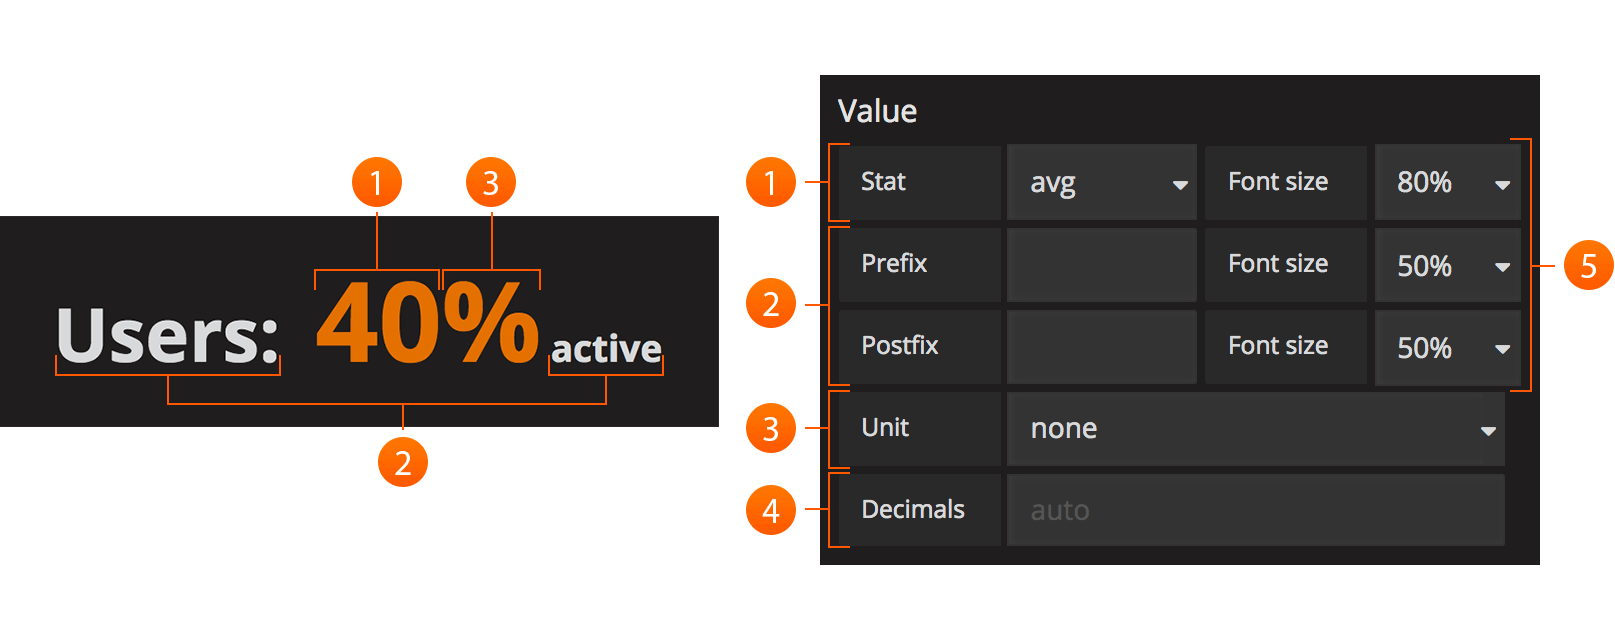 1 3
Users: 40% active
2
Value
1 Stat avg Font size 80%
2 Prefix Font size 50%
Postfix Font size 50%
5
3 Unit none
4 Decimals auto